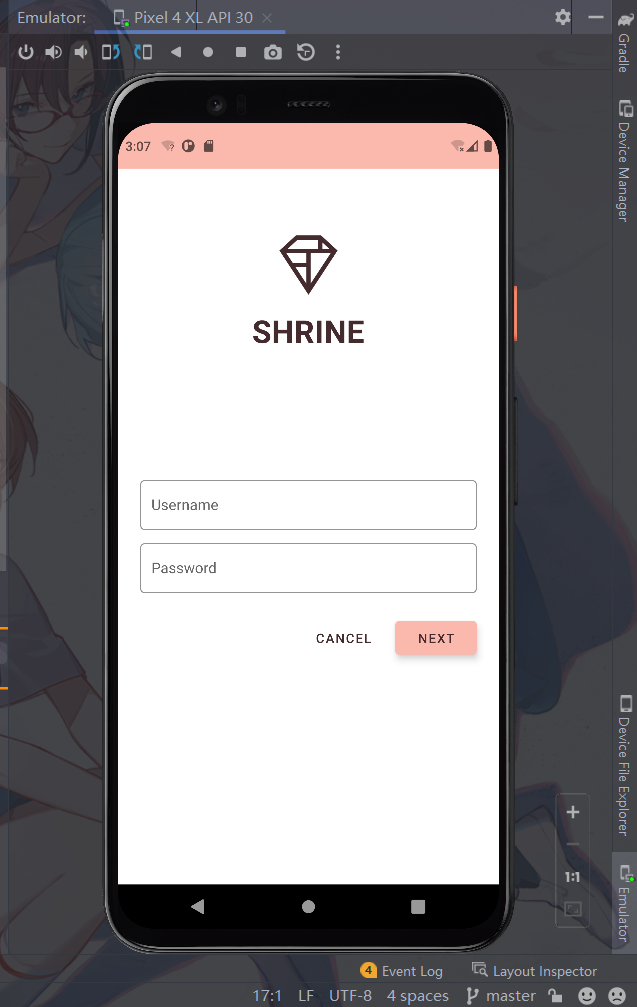 Emulator: Pixel 4 XL API 30
Gradle
Device Manager
3:07
SHRINE
Username
Password
CANCEL NEXT
Device File Explorer
1:1
Emulator
4 Event Log Layout Inspector
17:1 LF UTF-8 4 spaces master